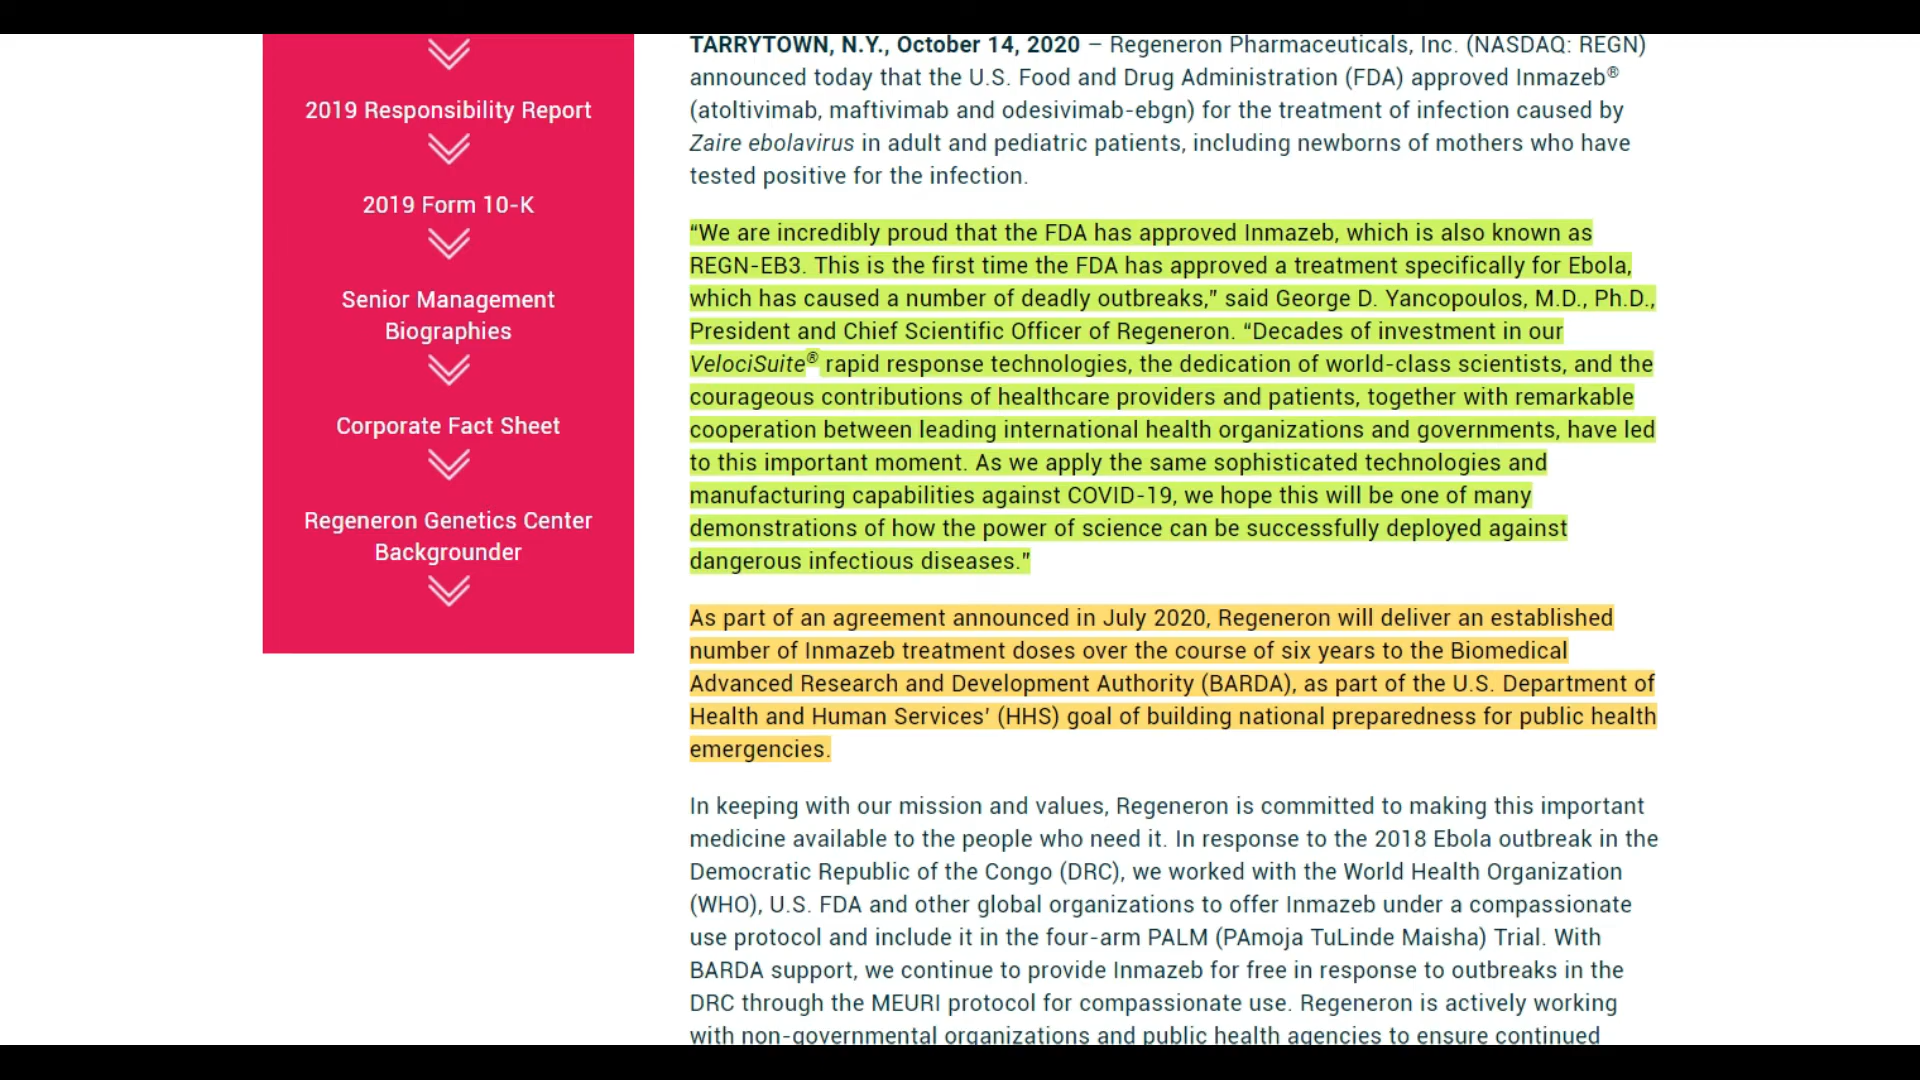 2019 Responsibility Report
2019 Form 10-K
Senior Management
Biographies
Corporate Fact Sheet
Regeneron Genetics Center
Backgrounder
TARRYTOWN, N.Y., October 14, 2020 – Regeneron Pharmaceuticals, Inc. (NASDAQ: REGN)
announced today that the U.S. Food and Drug Administration (FDA) approved Inmazeb®
(atoltivimab, maftivimab and odesivimab-ebgn) for the treatment of infection caused by
Zaire ebolavirus in adult and pediatric patients, including newborns of mothers who have
tested positive for the infection.
“We are incredibly proud that the FDA has approved Inmazeb, which is also known as
REGN-EB3. This is the first time the FDA has approved a treatment specifically for Ebola,
which has caused a number of deadly outbreaks,” said George D. Yancopoulos, M.D., Ph.D.,
President and Chief Scientific Officer of Regeneron. “Decades of investment in our
VelociSuite® rapid response technologies, the dedication of world-class scientists, and the
courageous contributions of healthcare providers and patients, together with remarkable
cooperation between leading international health organizations and governments, have led
to this important moment. As we apply the same sophisticated technologies and
manufacturing capabilities against COVID-19, we hope this will be one of many
demonstrations of how the power of science can be successfully deployed against
dangerous infectious diseases.”
As part of an agreement announced in July 2020, Regeneron will deliver an established
number of Inmazeb treatment doses over the course of six years to the Biomedical
Advanced Research and Development Authority (BARDA), as part of the U.S. Department of
Health and Human Services’ (HHS) goal of building national preparedness for public health
emergencies.
In keeping with our mission and values, Regeneron is committed to making this important
medicine available to the people who need it. In response to the 2018 Ebola outbreak in the
Democratic Republic of the Congo (DRC), we worked with the World Health Organization
(WHO), U.S. FDA and other global organizations to offer Inmazeb under a compassionate
use protocol and include it in the four-arm PALM (PAmoja TuLinde Maisha) Trial. With
BARDA support, we continue to provide Inmazeb for free in response to outbreaks in the
DRC through the MEURI protocol for compassionate use. Regeneron is actively working
with non-governmental organizations and public health agencies to ensure continued